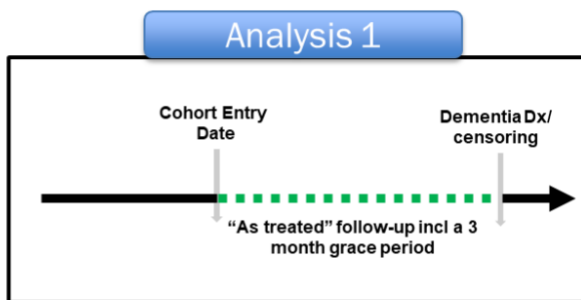 Analysis 1
Cohort Entry
Date
Dementia Dx/
censoring
“As treated” follow-up incl a 3
month grace period